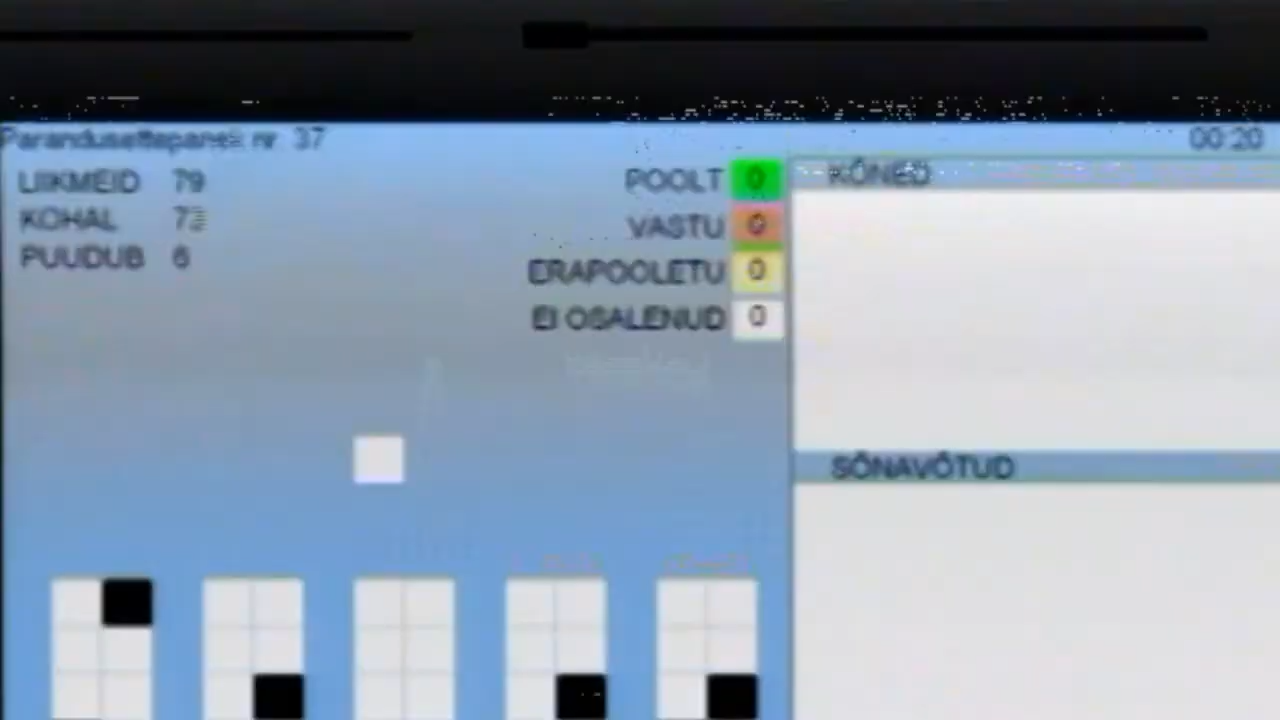 Parandusettepanek nr 37
00:20
LIIKMEID 79
KOHAL 73
PUUDUB 6
POOLT 0
VASTU 0
ERAPOOLETU 0
EI OSALENUD 0
KÕNED
SÕNAVÕTUD